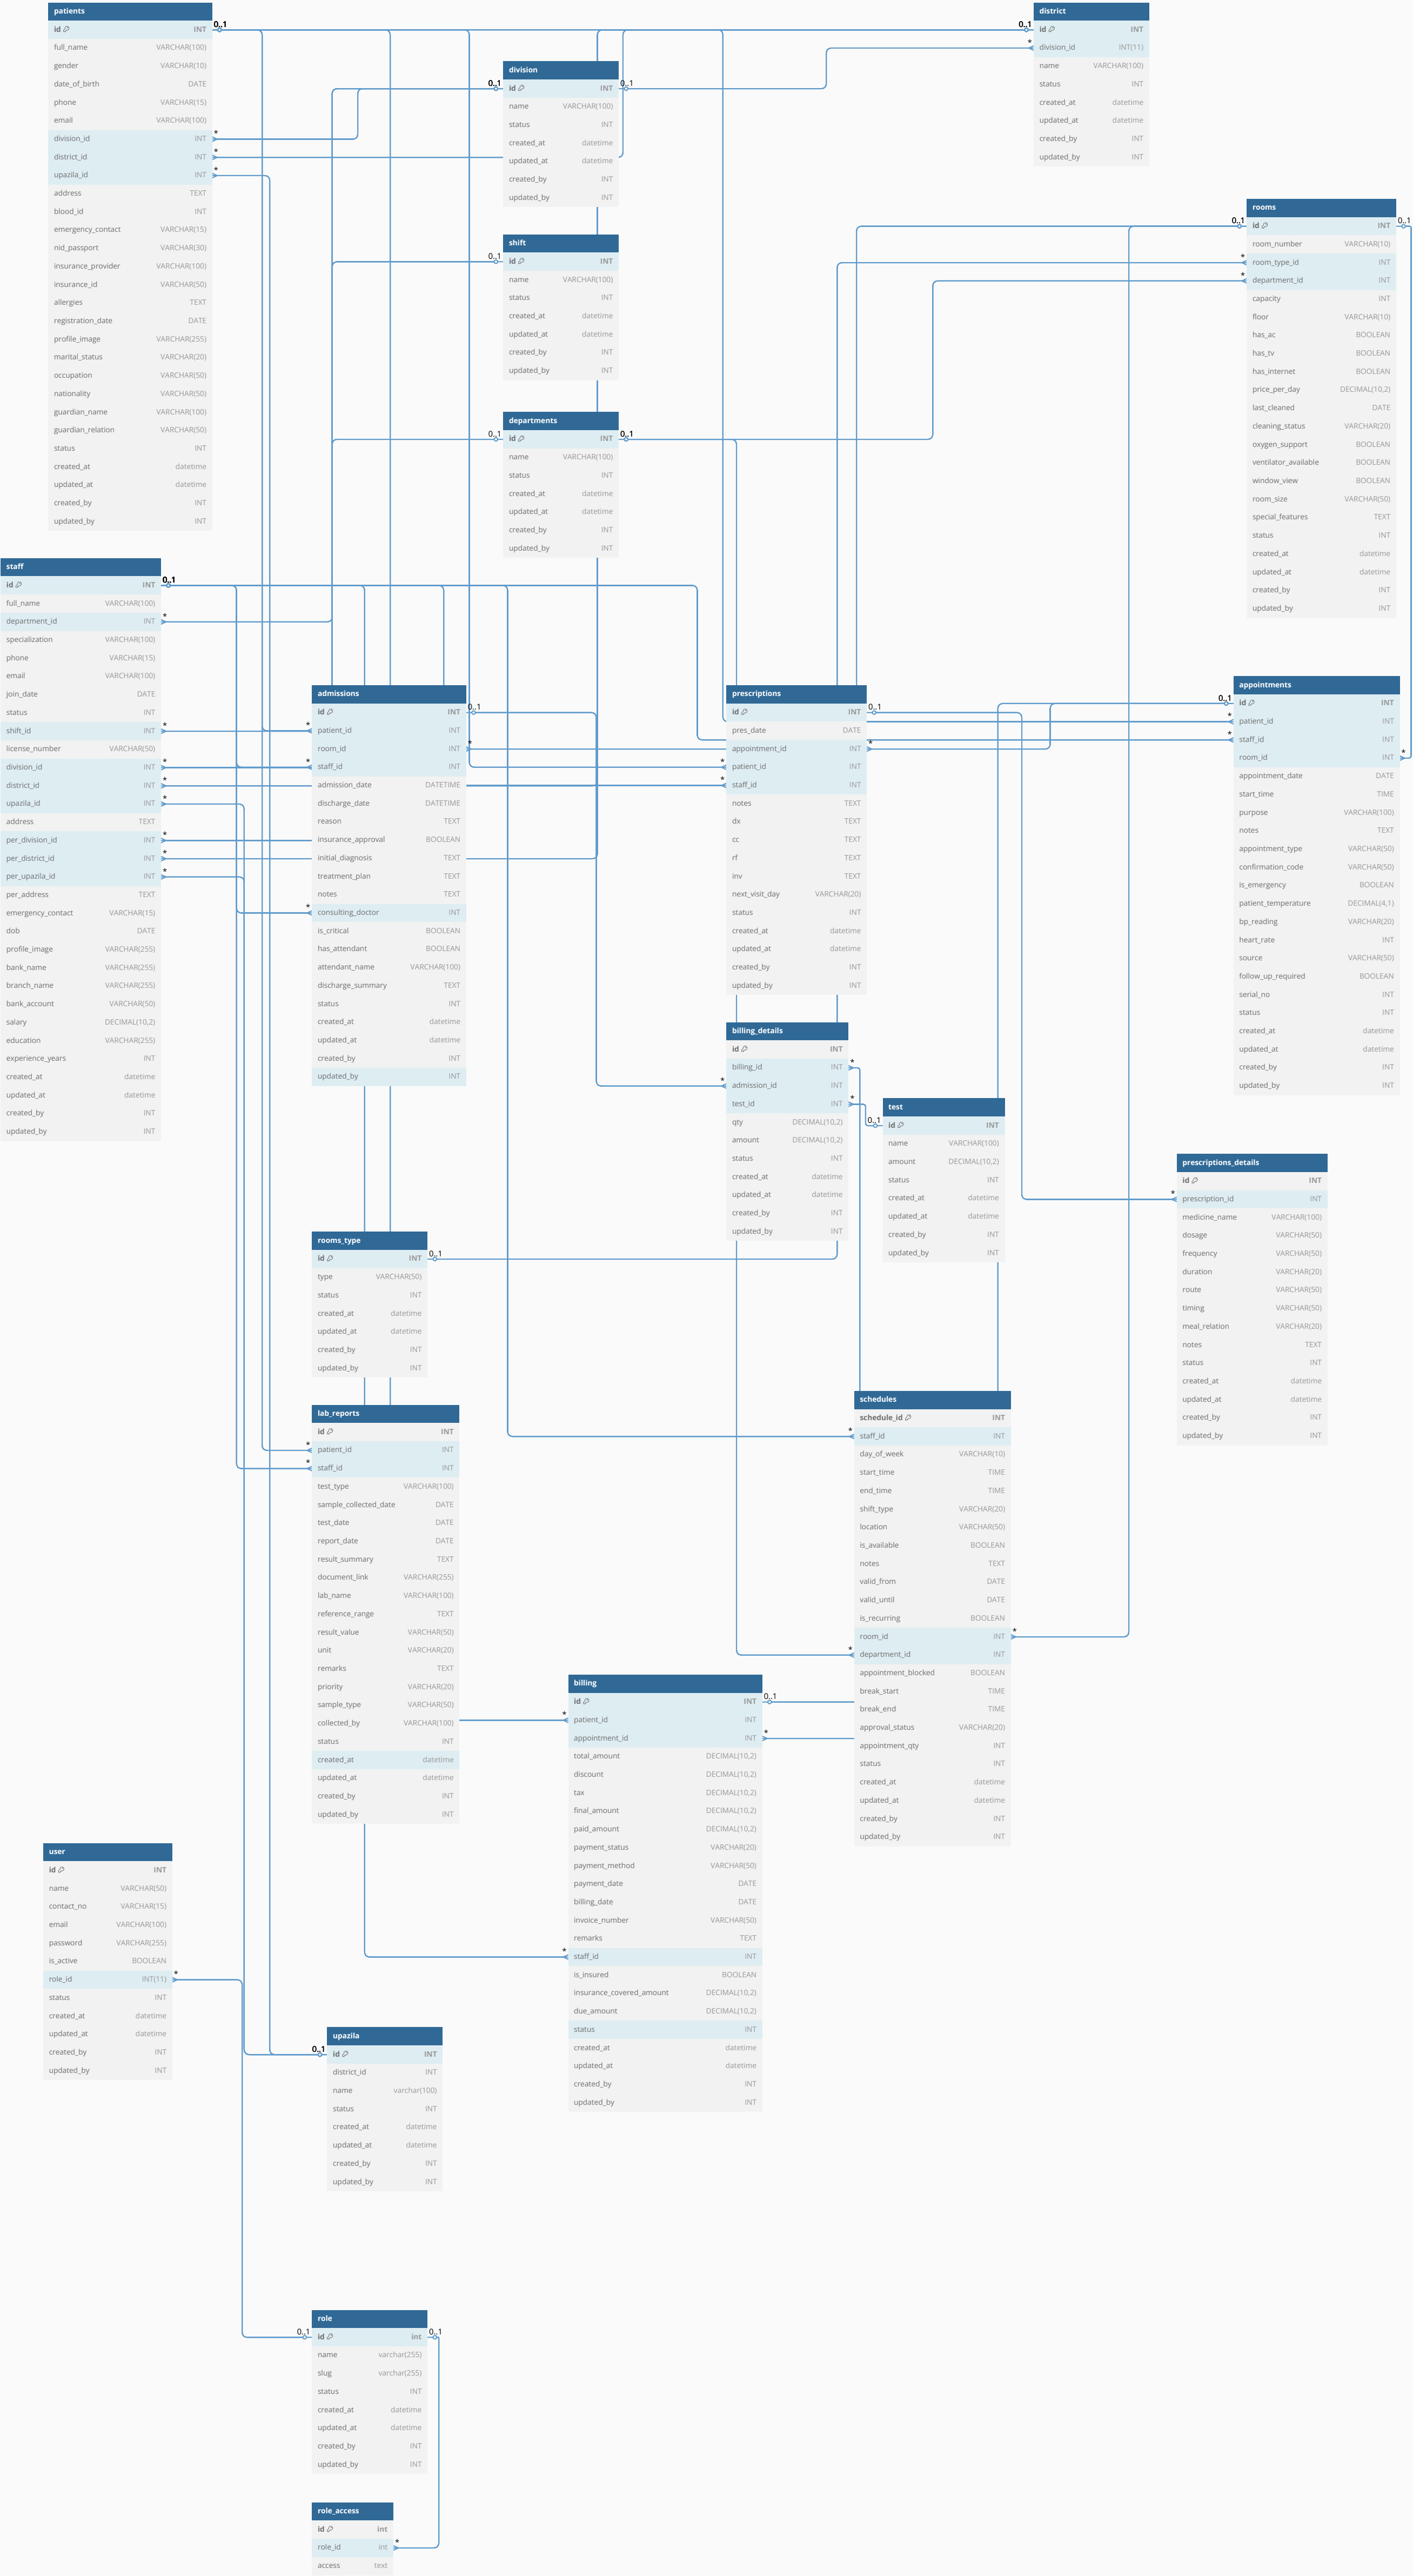 patients
id INT
full_name VARCHAR(100)
gender VARCHAR(10)
date_of_birth DATE
phone VARCHAR(15)
email VARCHAR(100)
division_id INT
district_id INT
upazila_id INT
address TEXT
blood_id INT
emergency_contact VARCHAR(15)
nid_passport VARCHAR(30)
insurance_provider VARCHAR(100)
insurance_id VARCHAR(50)
allergies TEXT
registration_date DATE
profile_image VARCHAR(255)
marital_status VARCHAR(20)
occupation VARCHAR(50)
nationality VARCHAR(50)
guardian_name VARCHAR(100)
guardian_relation VARCHAR(50)
status INT
created_at datetime
updated_at datetime
created_by INT
updated_by INT
0..1
*
*
*
division
id INT
name VARCHAR(100)
status INT
created_at datetime
updated_at datetime
created_by INT
updated_by INT
0..1
0..1
district
id INT
division_id INT(11)
name VARCHAR(100)
status INT
created_at datetime
updated_at datetime
created_by INT
updated_by INT
0..1
*
shift
id INT
name VARCHAR(100)
status INT
created_at datetime
updated_at datetime
created_by INT
updated_by INT
0..1
departments
id INT
name VARCHAR(100)
status INT
created_at datetime
updated_at datetime
created_by INT
updated_by INT
0..1
0..1
rooms
id INT
room_number VARCHAR(10)
room_type_id INT
department_id INT
capacity INT
floor VARCHAR(10)
has_ac BOOLEAN
has_tv BOOLEAN
has_internet BOOLEAN
price_per_day DECIMAL(10,2)
last_cleaned DATE
cleaning_status VARCHAR(20)
oxygen_support BOOLEAN
ventilator_available BOOLEAN
window_view BOOLEAN
room_size VARCHAR(50)
special_features TEXT
status INT
created_at datetime
updated_at datetime
created_by INT
updated_by INT
0..1
0..1
*
*
staff
id INT
full_name VARCHAR(100)
department_id INT
specialization VARCHAR(100)
phone VARCHAR(15)
email VARCHAR(100)
join_date DATE
status INT
shift_id INT
license_number VARCHAR(50)
division_id INT
district_id INT
upazila_id INT
address TEXT
per_division_id INT
per_district_id INT
per_upazila_id INT
per_address TEXT
emergency_contact VARCHAR(15)
dob DATE
profile_image VARCHAR(255)
bank_name VARCHAR(255)
branch_name VARCHAR(255)
bank_account VARCHAR(50)
salary DECIMAL(10,2)
education VARCHAR(255)
experience_years INT
created_at datetime
updated_at datetime
created_by INT
updated_by INT
0..1
*
*
*
*
*
*
*
*
admissions
id INT
patient_id INT
room_id INT
staff_id INT
admission_date DATETIME
discharge_date DATETIME
reason TEXT
insurance_approval BOOLEAN
initial_diagnosis TEXT
treatment_plan TEXT
notes TEXT
consulting_doctor INT
is_critical BOOLEAN
has_attendant BOOLEAN
attendant_name VARCHAR(100)
discharge_summary TEXT
status INT
created_at datetime
updated_at datetime
created_by INT
updated_by INT
0..1
*
*
*
*
prescriptions
id INT
pres_date DATE
appointment_id INT
patient_id INT
staff_id INT
notes TEXT
dx TEXT
cc TEXT
rf TEXT
inv TEXT
next_visit_day VARCHAR(20)
status INT
created_at datetime
updated_at datetime
created_by INT
updated_by INT
0..1
*
*
*
appointments
id INT
patient_id INT
staff_id INT
room_id INT
appointment_date DATE
start_time TIME
purpose VARCHAR(100)
notes TEXT
appointment_type VARCHAR(50)
confirmation_code VARCHAR(50)
is_emergency BOOLEAN
patient_temperature DECIMAL(4,1)
bp_reading VARCHAR(20)
heart_rate INT
source VARCHAR(50)
follow_up_required BOOLEAN
serial_no INT
status INT
created_at datetime
updated_at datetime
created_by INT
updated_by INT
0..1
*
*
*
billing_details
id INT
billing_id INT
admission_id INT
test_id INT
qty DECIMAL(10,2)
amount DECIMAL(10,2)
status INT
created_at datetime
updated_at datetime
created_by INT
updated_by INT
*
*
*
test
id INT
name VARCHAR(100)
amount DECIMAL(10,2)
status INT
created_at datetime
updated_at datetime
created_by INT
updated_by INT
0..1
prescriptions_details
id INT
prescription_id INT
medicine_name VARCHAR(100)
dosage VARCHAR(50)
frequency VARCHAR(50)
duration VARCHAR(20)
route VARCHAR(50)
timing VARCHAR(50)
meal_relation VARCHAR(20)
notes TEXT
status INT
created_at datetime
updated_at datetime
created_by INT
updated_by INT
*
rooms_type
id INT
type VARCHAR(50)
status INT
created_at datetime
updated_at datetime
created_by INT
updated_by INT
0..1
lab_reports
id INT
patient_id INT
staff_id INT
test_type VARCHAR(100)
sample_collected_date DATE
test_date DATE
report_date DATE
result_summary TEXT
document_link VARCHAR(255)
lab_name VARCHAR(100)
reference_range TEXT
result_value VARCHAR(50)
unit VARCHAR(20)
remarks TEXT
priority VARCHAR(20)
sample_type VARCHAR(50)
collected_by VARCHAR(100)
status INT
created_at datetime
updated_at datetime
created_by INT
updated_by INT
*
*
schedules
schedule_id INT
staff_id INT
day_of_week VARCHAR(10)
start_time TIME
end_time TIME
shift_type VARCHAR(20)
location VARCHAR(50)
is_available BOOLEAN
notes TEXT
valid_from DATE
valid_until DATE
is_recurring BOOLEAN
room_id INT
department_id INT
appointment_blocked BOOLEAN
break_start TIME
break_end TIME
approval_status VARCHAR(20)
appointment_qty INT
status INT
created_at datetime
updated_at datetime
created_by INT
updated_by INT
*
*
*
billing
id INT
patient_id INT
appointment_id INT
total_amount DECIMAL(10,2)
discount DECIMAL(10,2)
tax DECIMAL(10,2)
final_amount DECIMAL(10,2)
paid_amount DECIMAL(10,2)
payment_status VARCHAR(20)
payment_method VARCHAR(50)
payment_date DATE
billing_date DATE
invoice_number VARCHAR(50)
remarks TEXT
staff_id INT
is_insured BOOLEAN
insurance_covered_amount DECIMAL(10,2)
due_amount DECIMAL(10,2)
status INT
created_at datetime
updated_at datetime
created_by INT
updated_by INT
0..1
*
*
*
user
id INT
name VARCHAR(50)
contact_no VARCHAR(15)
email VARCHAR(100)
password VARCHAR(255)
is_active BOOLEAN
role_id INT(11)
status INT
created_at datetime
updated_at datetime
created_by INT
updated_by INT
*
upazila
id INT
district_id INT
name varchar(100)
status INT
created_at datetime
updated_at datetime
created_by INT
updated_by INT
0..1
role
id int
name varchar(255)
slug varchar(255)
status INT
created_at datetime
updated_at datetime
created_by INT
updated_by INT
0..1
0..1
role_access
id int
role_id int
access text
*